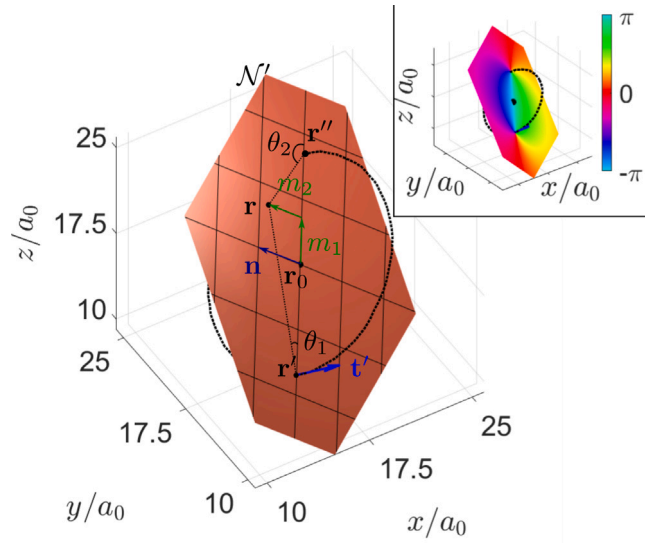 𝒩′
r″
θ₂
m₂
r
m₁
n
r₀
θ₁
r′
t′
z/a₀
25
17.5
10
y/a₀
25
17.5
10
x/a₀
10
17.5
25
z/a₀
y/a₀
x/a₀
π
0
-π